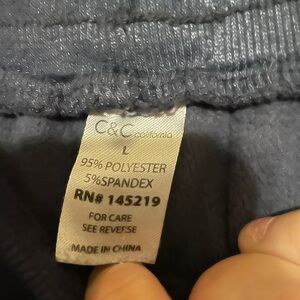 C&C california
L
95% POLYESTER
5%SPANDEX
RN# 145219
FOR CARE
SEE REVERSE
MADE IN CHINA